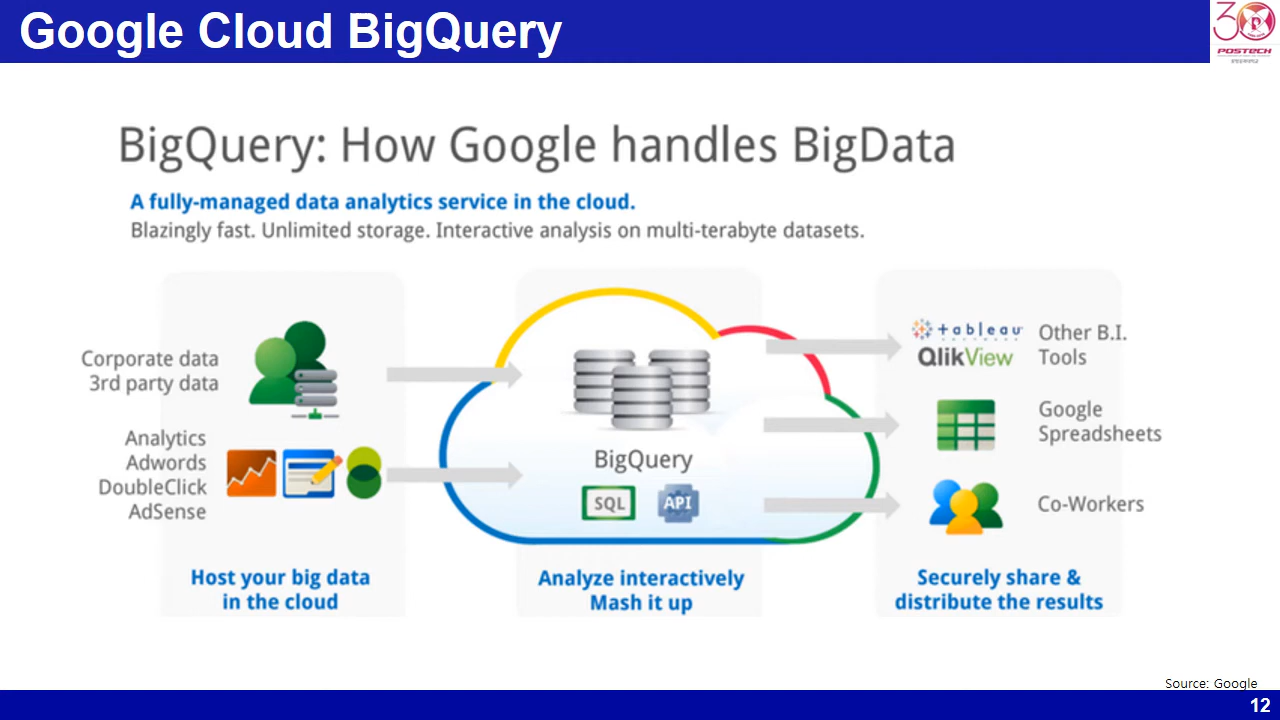 Google Cloud BigQuery
30
POSTECH
BigQuery: How Google handles BigData
A fully-managed data analytics service in the cloud.
Blazingly fast. Unlimited storage. Interactive analysis on multi-terabyte datasets.
Corporate data
3rd party data
Analytics
Adwords
DoubleClick
AdSense
Host your big data
in the cloud
BigQuery
SQL
API
Analyze interactively
Mash it up
tableau
QlikView
Other B.I.
Tools
Google
Spreadsheets
Co-Workers
Securely share &
distribute the results
Source: Google
12